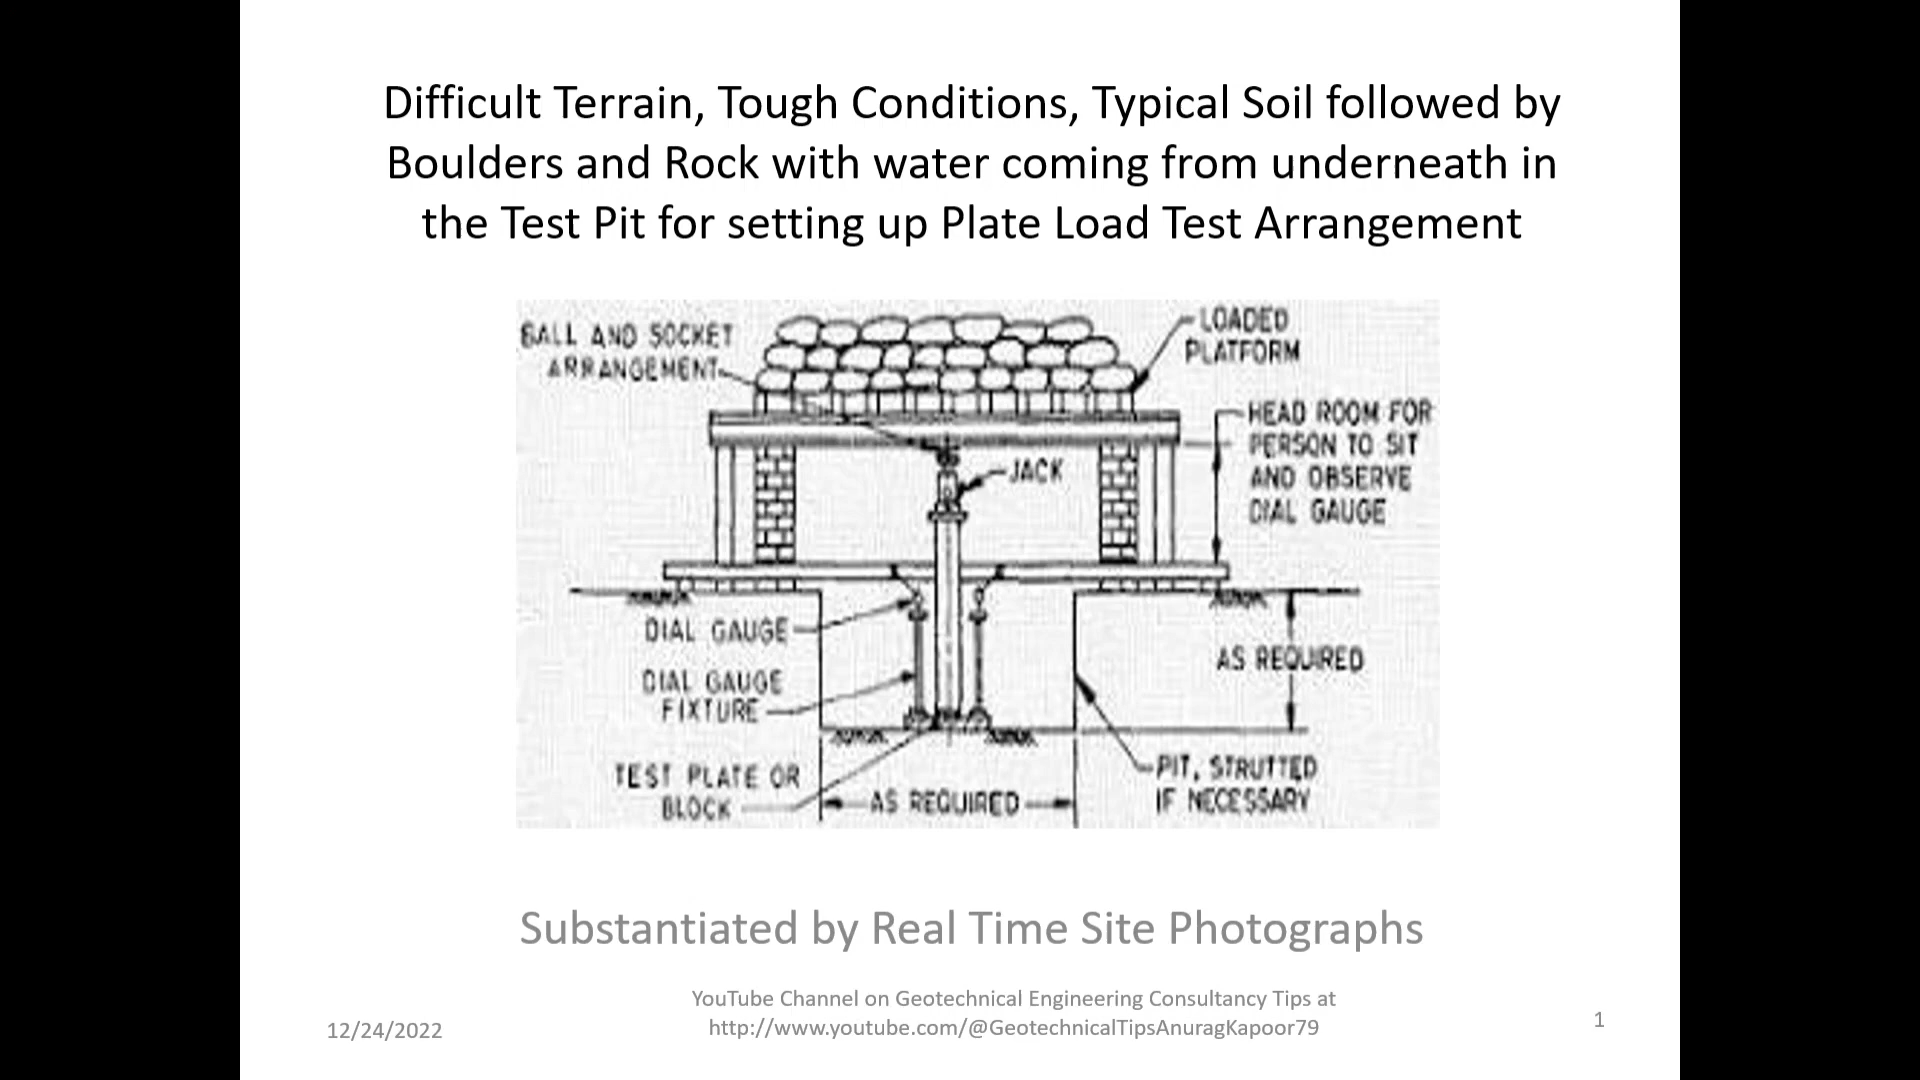 Difficult Terrain, Tough Conditions, Typical Soil followed by
Boulders and Rock with water coming from underneath in
the Test Pit for setting up Plate Load Test Arrangement
BALL AND SOCKET
ARRANGEMENT
LOADED
PLATFORM
HEAD ROOM FOR
PERSON TO SIT
AND OBSERVE
DIAL GAUGE
JACK
DIAL GAUGE
DIAL GAUGE
FIXTURE
AS REQUIRED
TEST PLATE OR
BLOCK
AS REQUIRED
PIT, STRUTTED
IF NECESSARY
Substantiated by Real Time Site Photographs
YouTube Channel on Geotechnical Engineering Consultancy Tips at
http://www.youtube.com/@GeotechnicalTipsAnuragKapoor79
12/24/2022
1